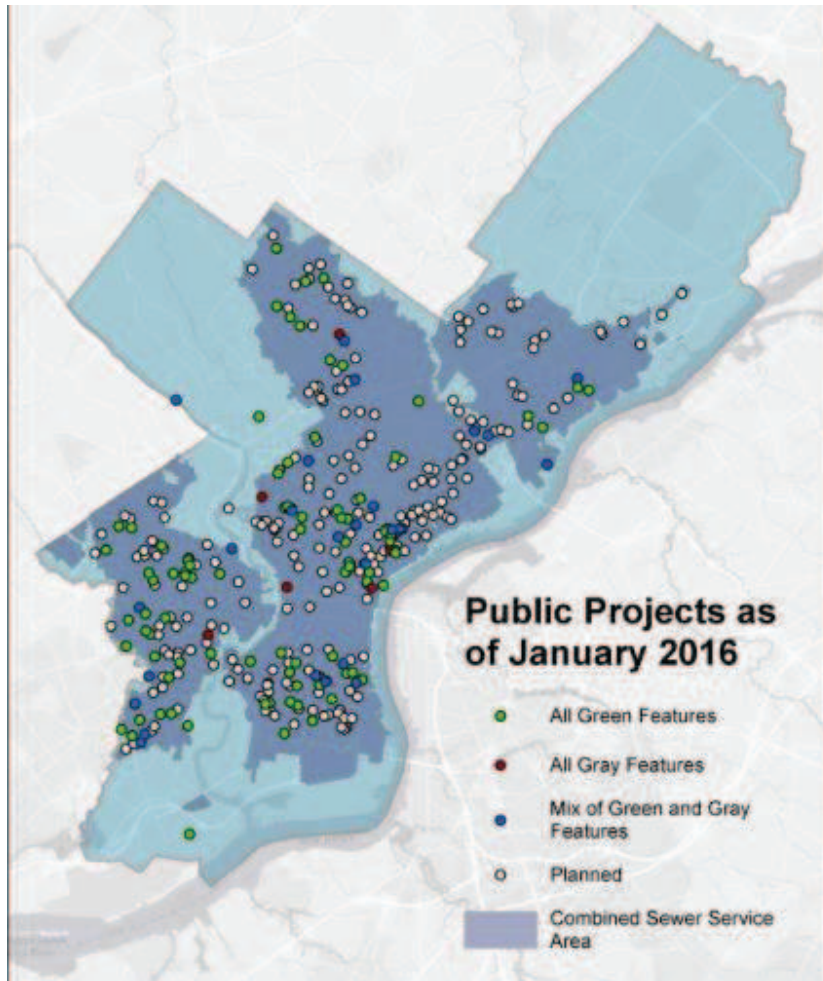 Public Projects as
of January 2016
All Green Features
All Gray Features
Mix of Green and Gray
Features
Planned
Combined Sewer Service
Area